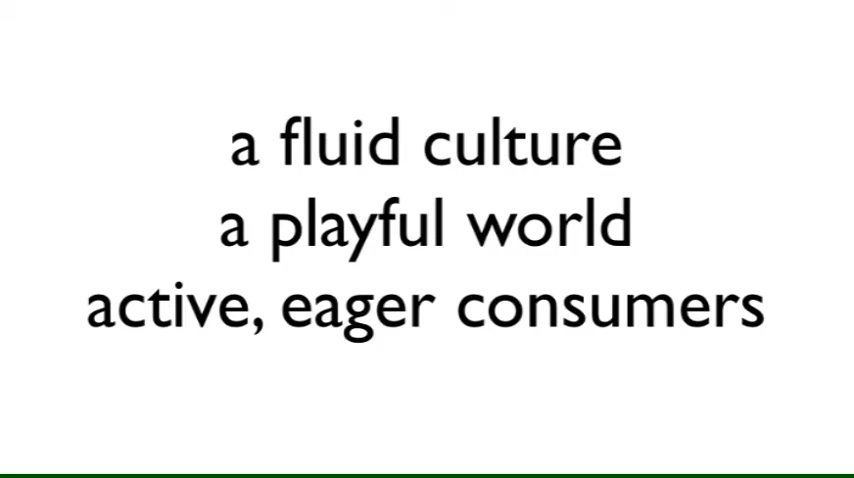 a fluid culture
a playful world
active, eager consumers